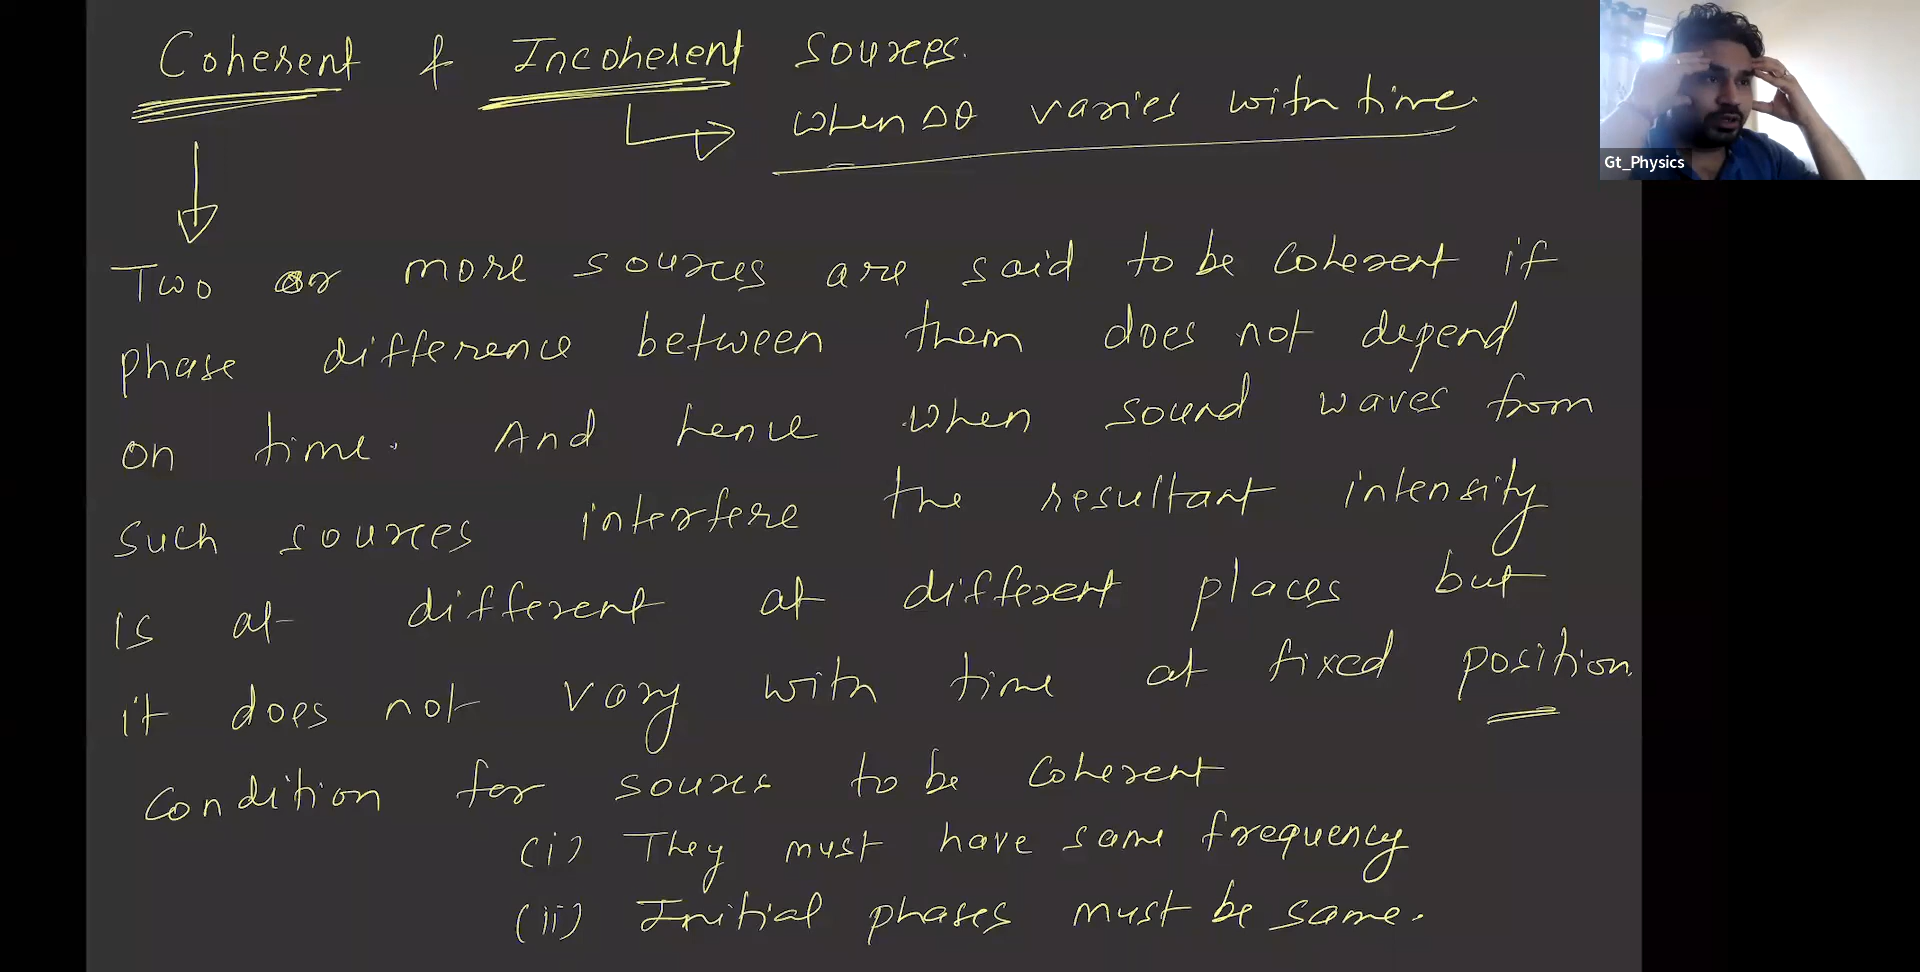 Coherent & Incoherent sources.
when Δθ varies with time.
Gt_Physics
Two or more sources are said to be coherent if
phase difference between them does not depend
on time. And hence when sound waves from
such sources interfere the resultant intensity
is at different at different places but
it does not vary with time at fixed position.
Condition for sources to be coherent
(i) They must have same frequency
(ii) Initial phases must be same.